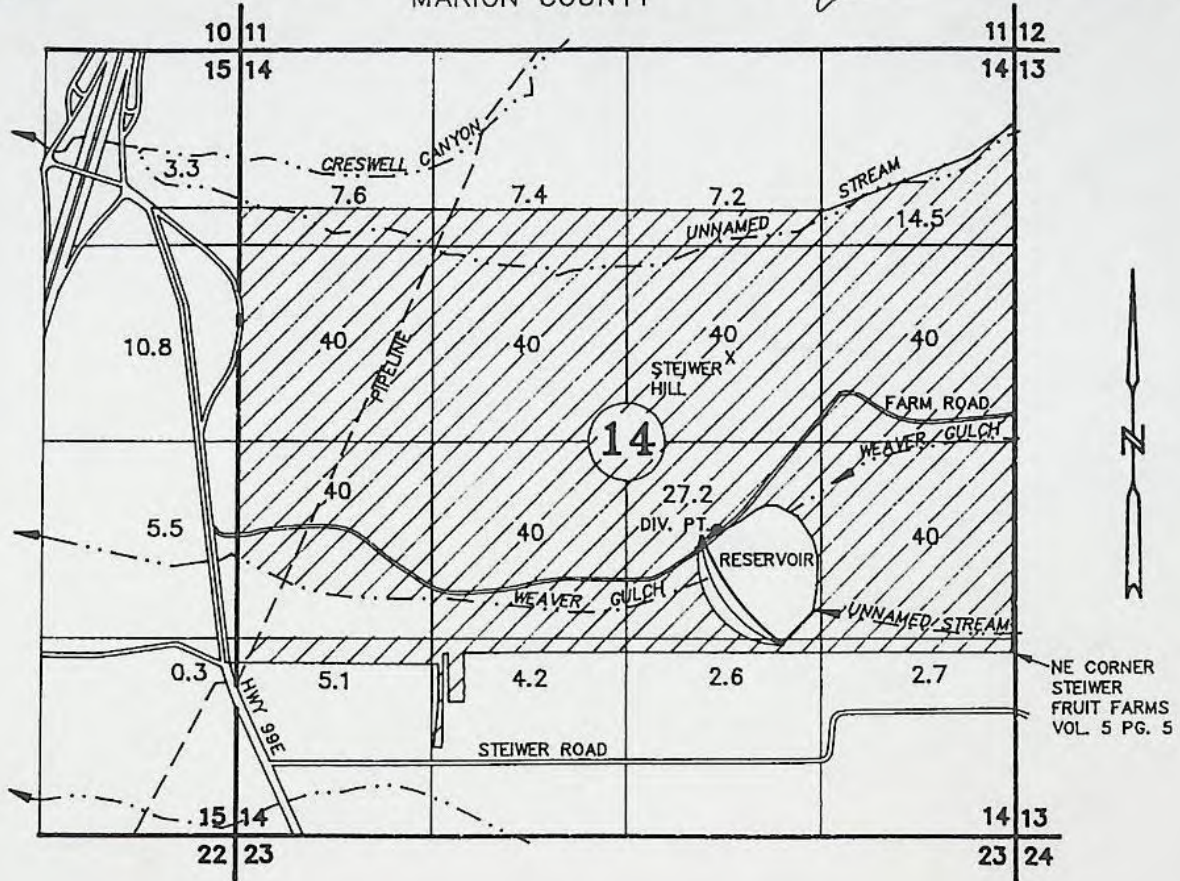 MARION COUNTY
10 11
11 12
15 14
14 13
CRESWELL CANYON
3.3
7.6
7.4
7.2
STREAM
14.5
UNNAMED
10.8
40
40
40
40
PIPELINE
STEIWER X
HILL
FARM ROAD
14
WEAVER GULCH
N
40
27.2
5.5
40
DIV. PT.
RESERVOIR
40
WEAVER GULCH
UNNAMED STREAM
0.3
5.1
4.2
2.6
2.7
NE CORNER
STEIWER
FRUIT FARMS
VOL. 5 PG. 5
HWY 99E
STEIWER ROAD
15 14
14 13
22 23
23 24